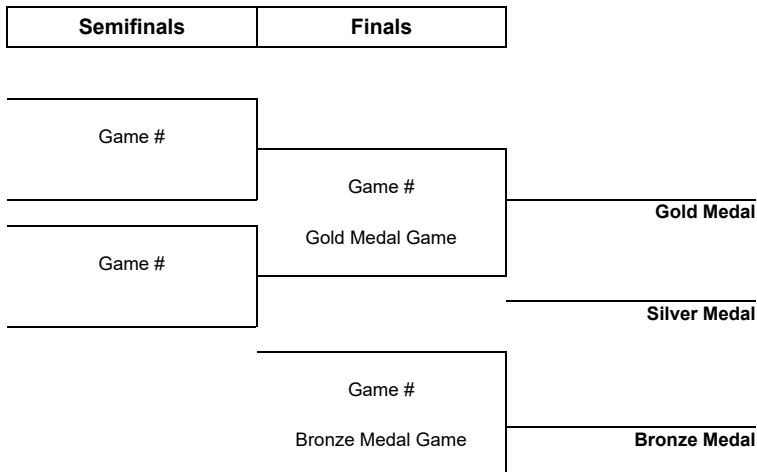 Semifinals Finals
Game #
Game #
Gold Medal
Gold Medal Game
Game #
Silver Medal
Game #
Bronze Medal Game Bronze Medal